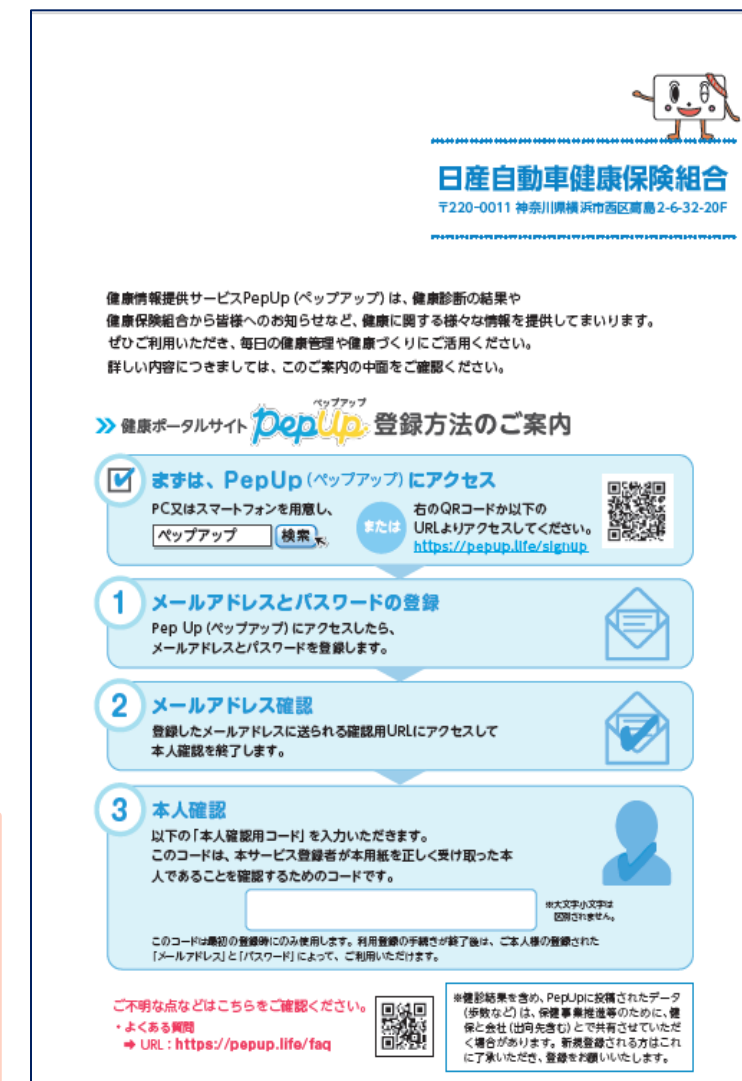 日産自動車健康保険組合
〒220-0011 神奈川県横浜市西区高島2-6-32-20F
健康情報提供サービスPepUp (ペップアップ) は、健康診断の結果や
健康保険組合から皆様へのお知らせなど、健康に関する様々な情報を提供してまいります。
ぜひご利用いただき、毎日の健康管理や健康づくりにご活用ください。
詳しい内容につきましては、このご案内の中面をご確認ください。
ペップアップ
健康ポータルサイト PepUp 登録方法のご案内
まずは、PepUp (ペップアップ) にアクセス
PC又はスマートフォンを用意し、
ペップアップ 検索
または
右のQRコードか以下の
URLよりアクセスしてください。
https://pepup.life/signup
1 メールアドレスとパスワードの登録
Pep Up (ペップアップ) にアクセスしたら、
メールアドレスとパスワードを登録します。
2 メールアドレス確認
登録したメールアドレスに送られる確認用URLにアクセスして
本人確認を終了します。
3 本人確認
以下の「本人確認用コード」を入力いただきます。
このコードは、本サービス登録者が本用紙を正しく受け取った本
人であることを確認するためのコードです。
※大文字小文字は
区別されません。
このコードは最初の登録時にのみ使用します。利用登録の手続きが終了後は、ご本人様の登録された
「メールアドレス」と「パスワード」によって、ご利用いただけます。
ご不明な点などはこちらをご確認ください。
・よくある質問
➡ URL : https://pepup.life/faq
※健診結果を含め、PepUpに投稿されたデータ
(歩数など) は、保健事業推進等のために、健
保と会社 (出向先含む) とで共有させていただ
く場合があります。新規登録される方はこれ
に了承いただき、登録をお願いいたします。